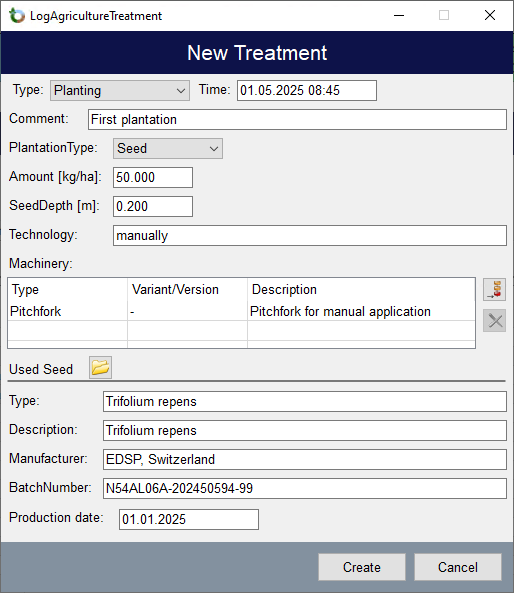 LogAgricultureTreatment
New Treatment
Type: Planting Time: 01.05.2025 08:45
Comment: First plantation
PlantationType: Seed
Amount [kg/ha]: 50.000
SeedDepth [m]: 0.200
Technology: manually
Machinery:
Type Variant/Version Description
Pitchfork - Pitchfork for manual application
Used Seed
Type: Trifolium repens
Description: Trifolium repens
Manufacturer: EDSP, Switzerland
BatchNumber: N54AL06A-202450594-99
Production date: 01.01.2025
Create Cancel